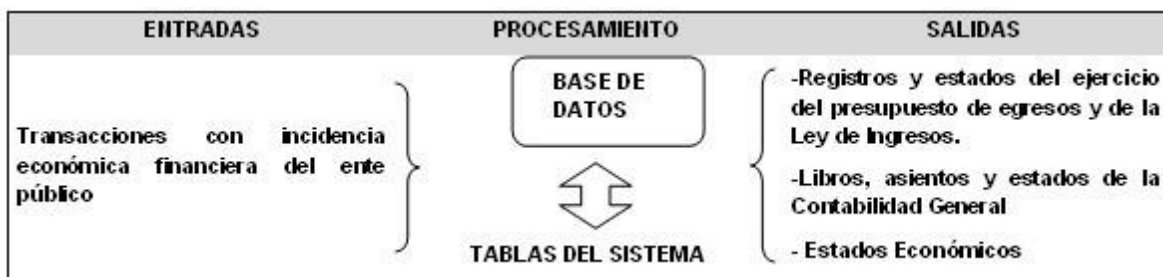 ENTRADAS
PROCESAMIENTO
SALIDAS
Transacciones con incidencia
económica financiera del ente
público
BASE DE
DATOS
TABLAS DEL SISTEMA
-Registros y estados del ejercicio
del presupuesto de egresos y de la
Ley de Ingresos.
-Libros, asientos y estados de la
Contabilidad General
- Estados Económicos